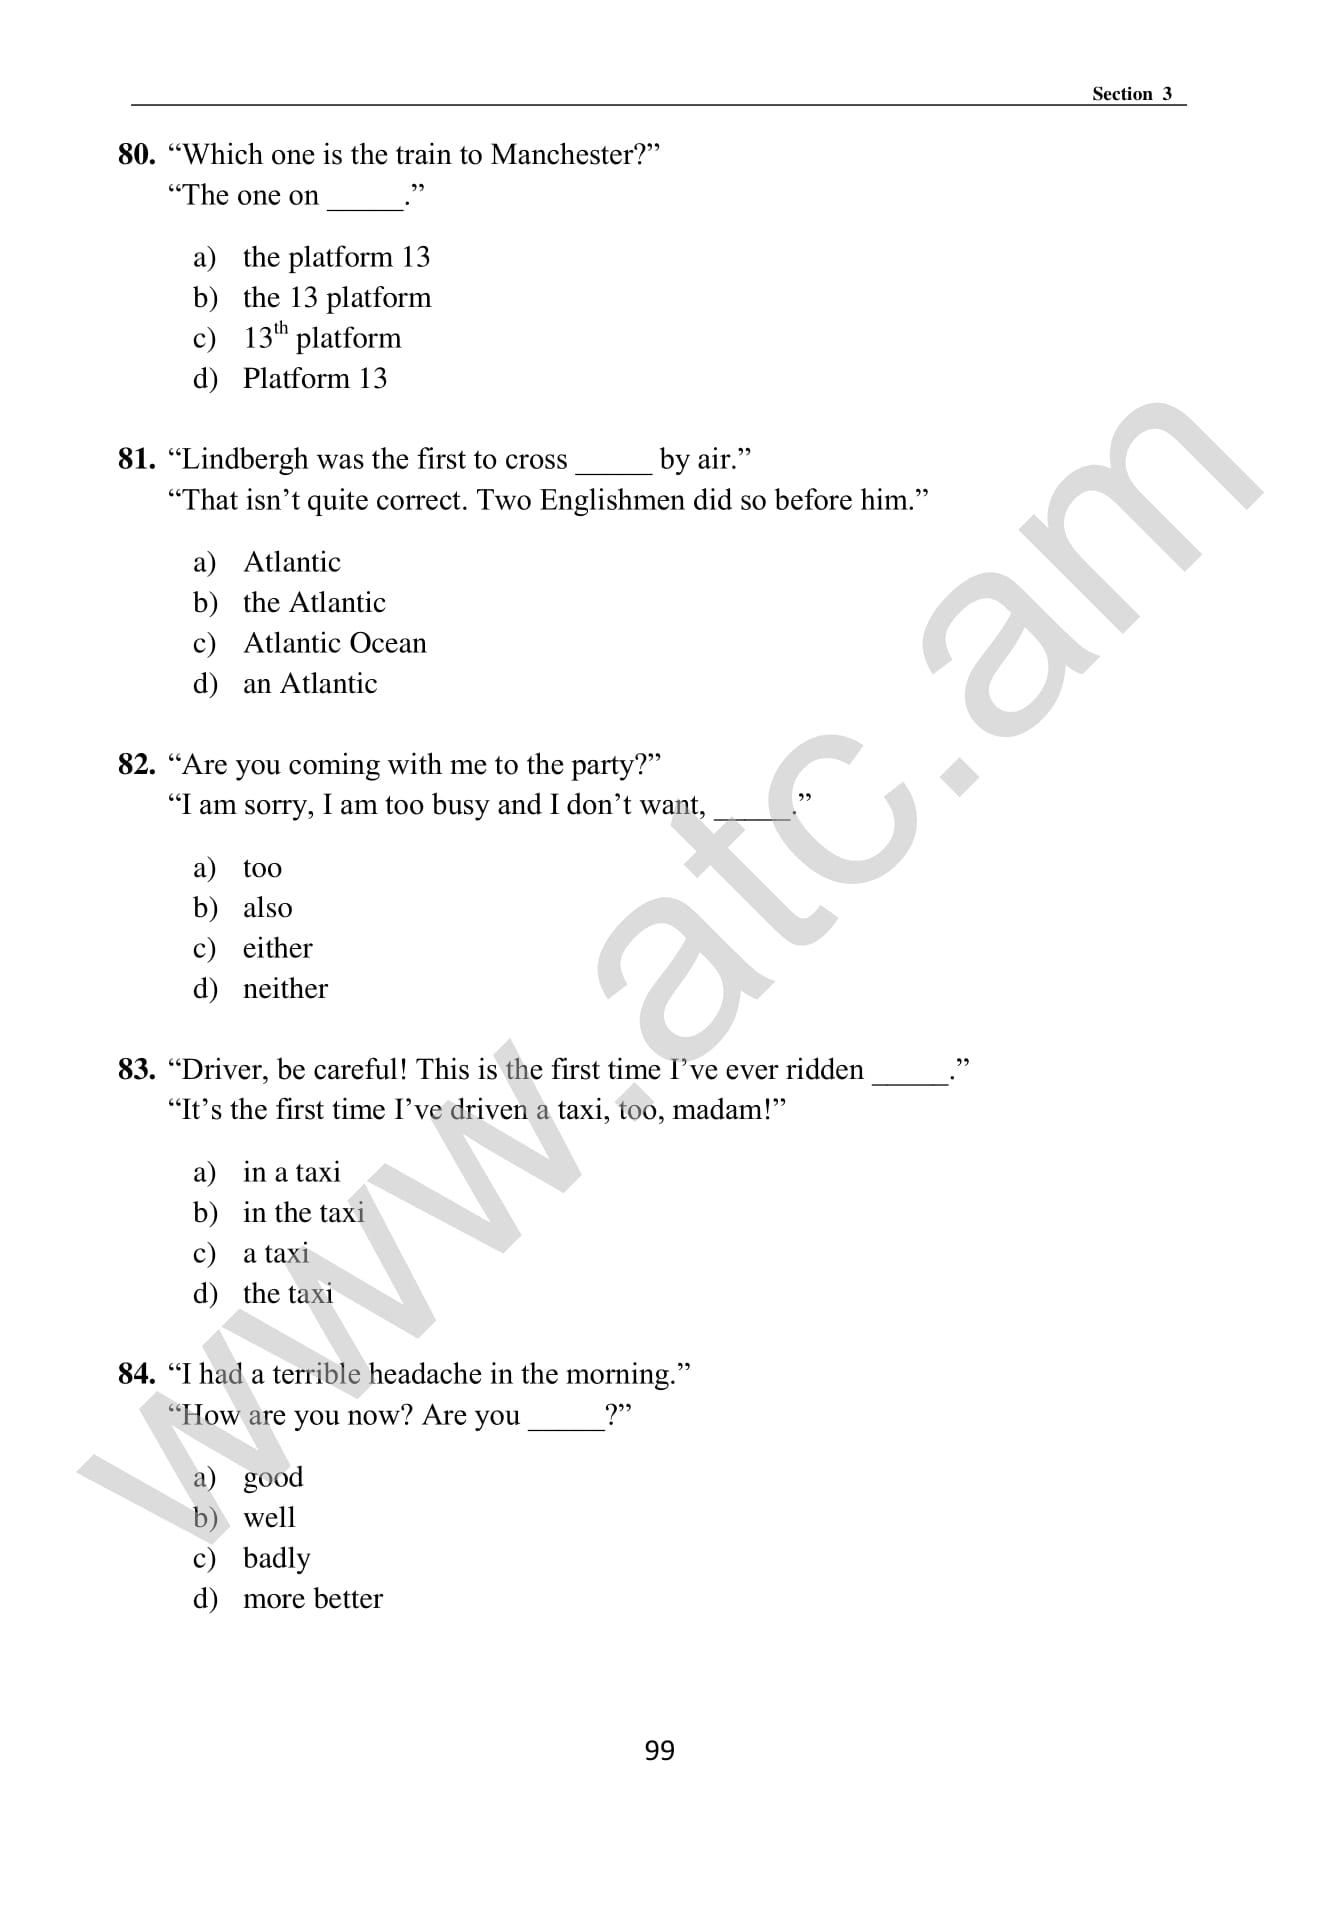 Section 3
80. “Which one is the train to Manchester?”
“The one on _____.”
a) the platform 13
b) the 13 platform
c) 13th platform
d) Platform 13
81. “Lindbergh was the first to cross _____ by air.”
“That isn’t quite correct. Two Englishmen did so before him.”
a) Atlantic
b) the Atlantic
c) Atlantic Ocean
d) an Atlantic
82. “Are you coming with me to the party?”
“I am sorry, I am too busy and I don’t want, _____.”
a) too
b) also
c) either
d) neither
83. “Driver, be careful! This is the first time I’ve ever ridden _____.”
“It’s the first time I’ve driven a taxi, too, madam!”
a) in a taxi
b) in the taxi
c) a taxi
d) the taxi
84. “I had a terrible headache in the morning.”
“How are you now? Are you _____?”
a) good
b) well
c) badly
d) more better
99
www.atc.am